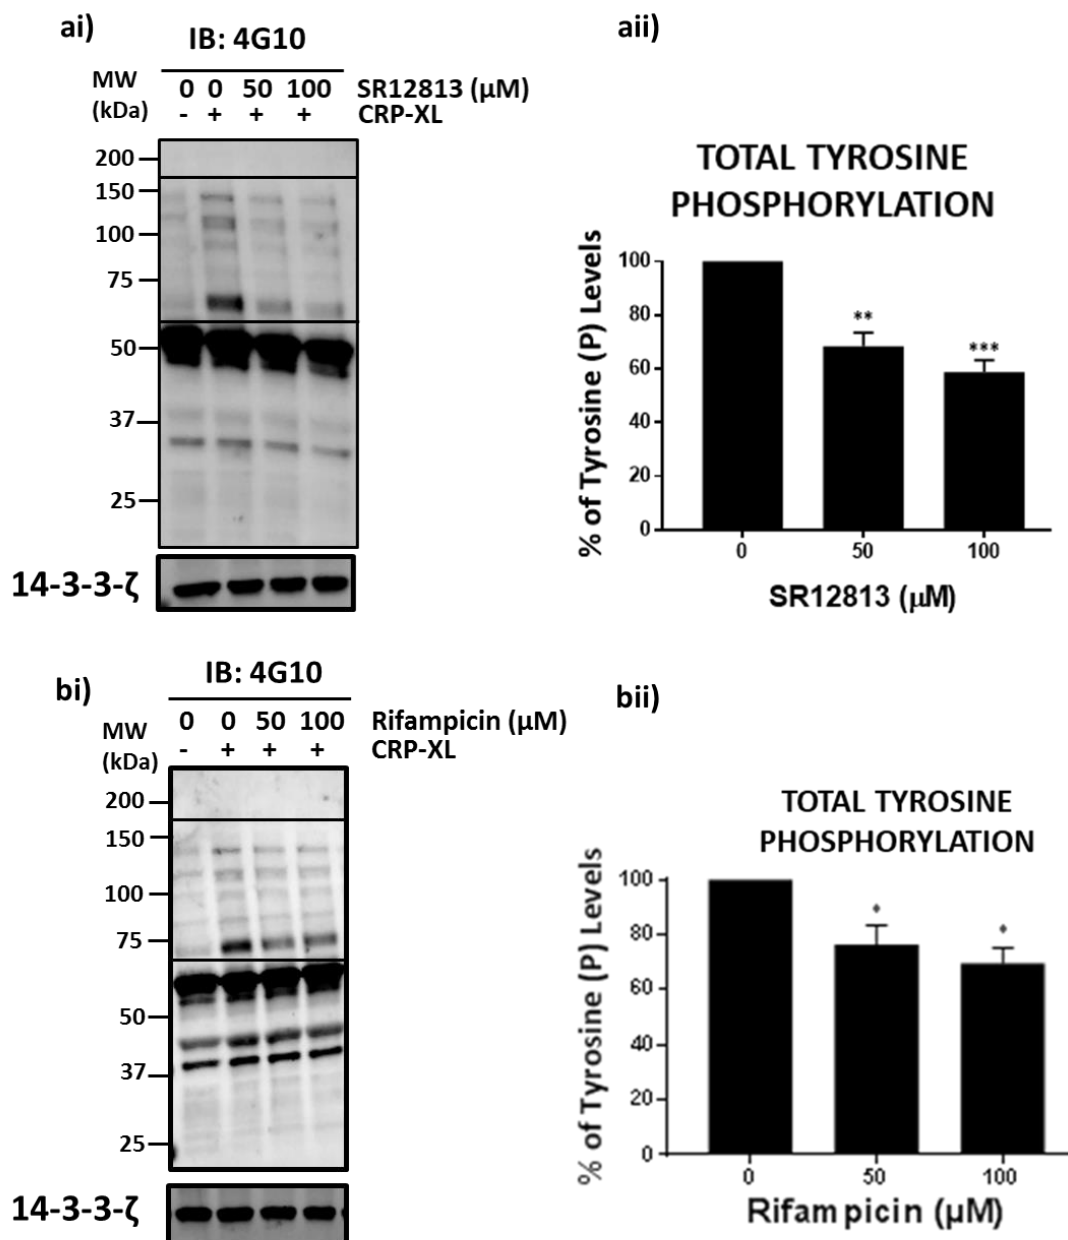 ai)
IB: 4G10
MW
(kDa)
0 0 50 100 SR12813 (µM)
- + + + CRP-XL
200
150
100
75
50
37
25
14-3-3-ζ
aii)
TOTAL TYROSINE
PHOSPHORYLATION
% of Tyrosine (P) Levels
100
80
60
40
20
0
**
***
0 50 100
SR12813 (µM)
bi)
IB: 4G10
MW
(kDa)
0 0 50 100 Rifampicin (µM)
- + + + CRP-XL
200
150
100
75
50
37
25
14-3-3-ζ
bii)
TOTAL TYROSINE
PHOSPHORYLATION
% of Tyrosine (P) Levels
100
80
60
40
20
0
*
*
0 50 100
Rifampicin (µM)